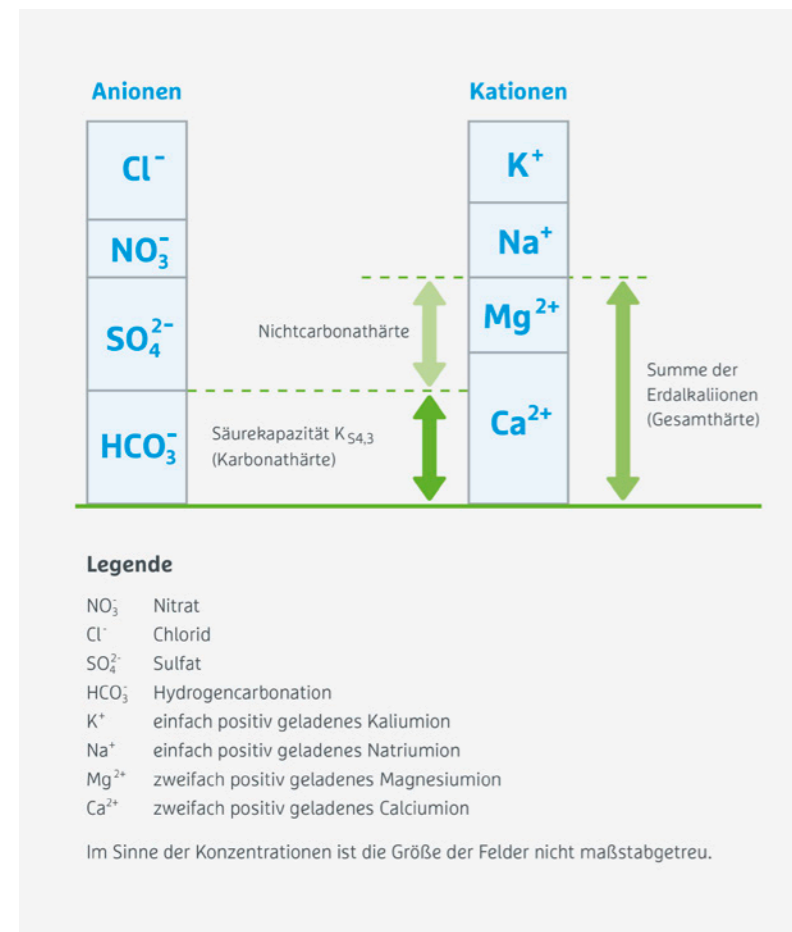 Anionen
Kationen
Cl⁻
NO₃⁻
SO₄²⁻
HCO₃⁻
K⁺
Na⁺
Mg²⁺
Ca²⁺
Nichtcarbonathärte
Säurekapazität K_S4,3
(Karbonathärte)
Summe der
Erdalkaliionen
(Gesamthärte)
Legende
NO₃⁻ Nitrat
Cl⁻ Chlorid
SO₄²⁻ Sulfat
HCO₃⁻ Hydrogencarbonation
K⁺ einfach positiv geladenes Kaliumion
Na⁺ einfach positiv geladenes Natriumion
Mg²⁺ zweifach positiv geladenes Magnesiumion
Ca²⁺ zweifach positiv geladenes Calciumion
Im Sinne der Konzentrationen ist die Größe der Felder nicht maßstabgetreu.